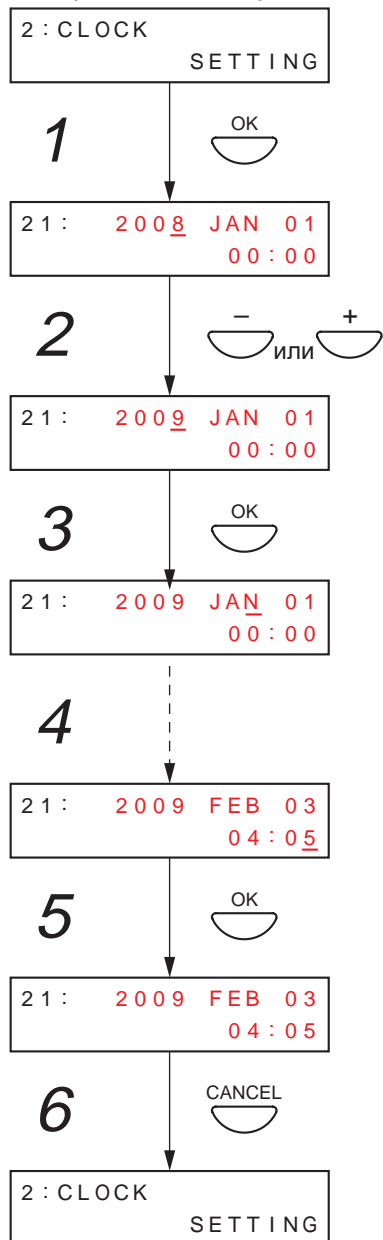 2:CLOCK
SETTING
1 OK
21: 2008 JAN 01
00:00
2 – или +
21: 2009 JAN 01
00:00
3 OK
21: 2009 JAN 01
00:00
4
21: 2009 FEB 03
04:05
5 OK
21: 2009 FEB 03
04:05
6 CANCEL
2:CLOCK
SETTING